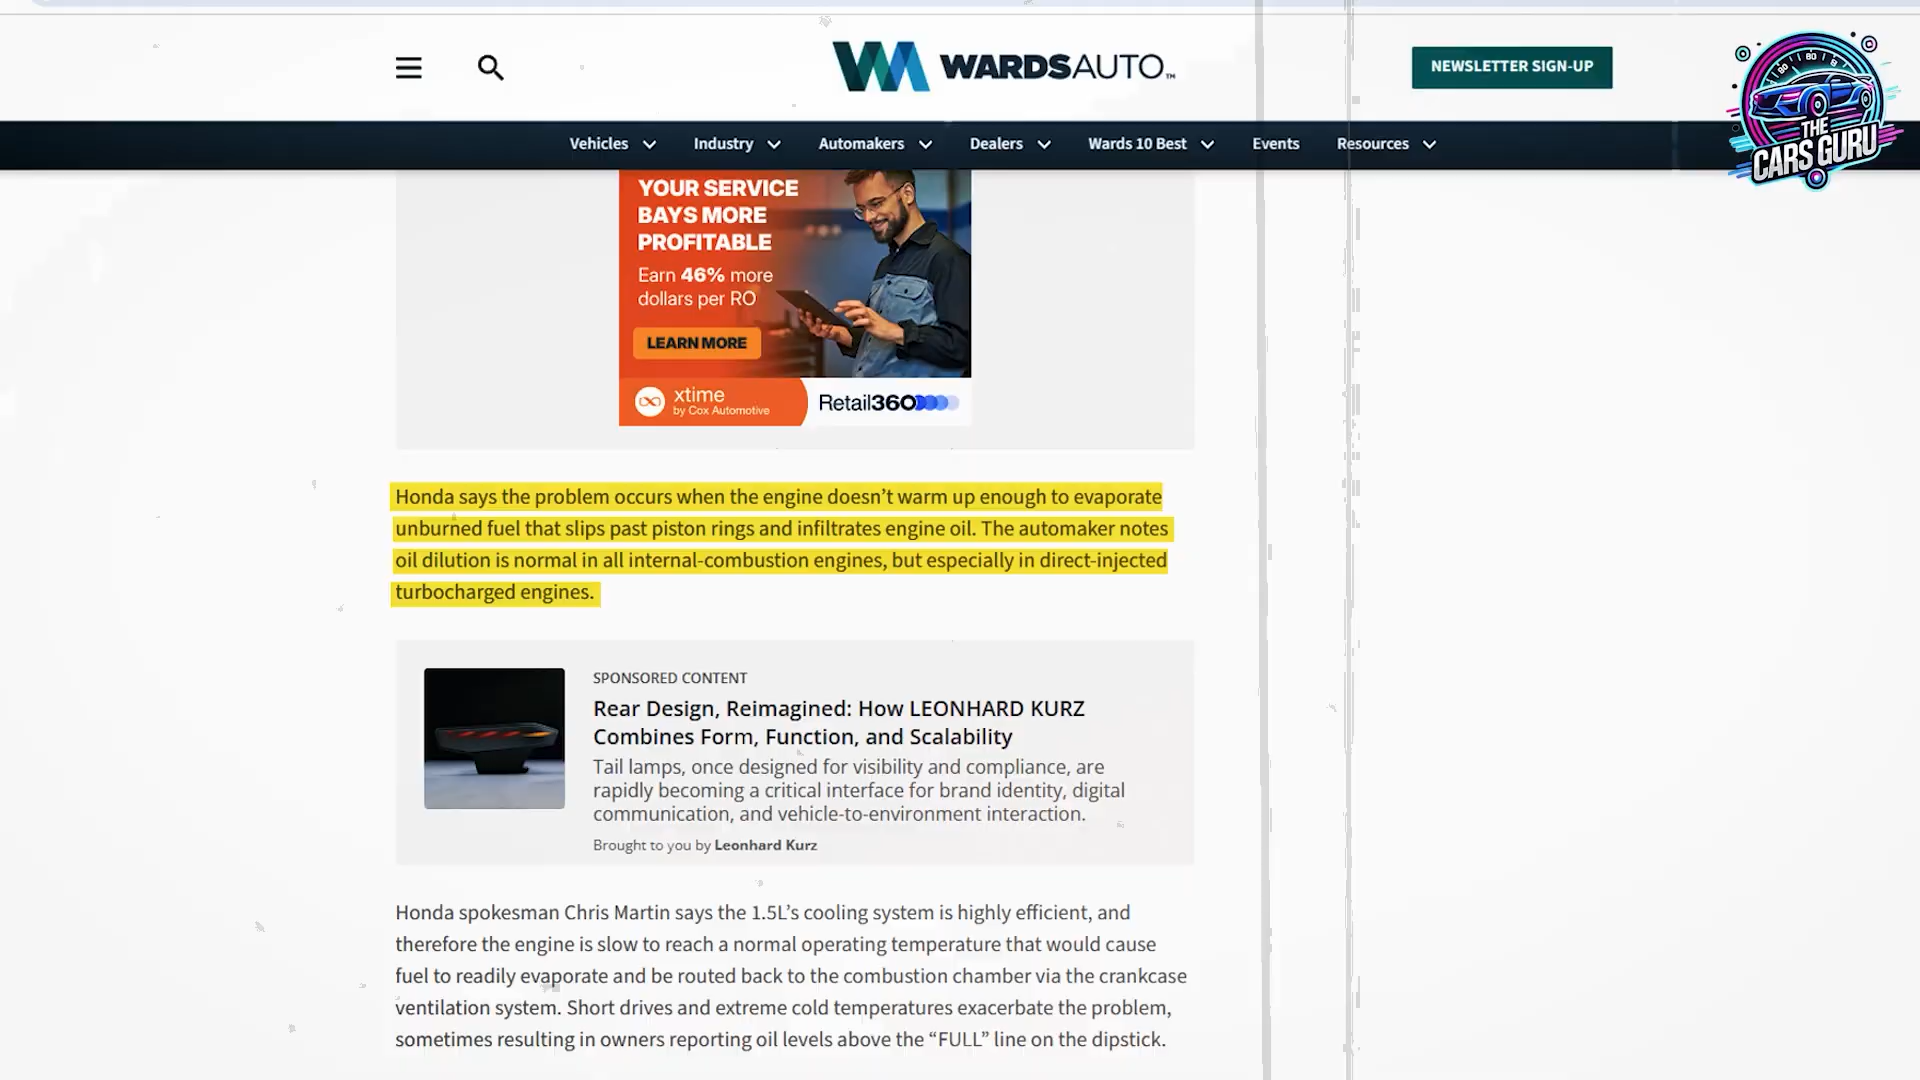 WARDSAUTO™
NEWSLETTER SIGN-UP
THE
CARS GURU
Vehicles
Industry
Automakers
Dealers
Wards 10 Best
Events
Resources
YOUR SERVICE
BAYS MORE
PROFITABLE
Earn 46% more
dollars per RO
LEARN MORE
xtime
by Cox Automotive
Retail360
Honda says the problem occurs when the engine doesn’t warm up enough to evaporate
unburned fuel that slips past piston rings and infiltrates engine oil. The automaker notes
oil dilution is normal in all internal-combustion engines, but especially in direct-injected
turbocharged engines.
SPONSORED CONTENT
Rear Design, Reimagined: How LEONHARD KURZ
Combines Form, Function, and Scalability
Tail lamps, once designed for visibility and compliance, are
rapidly becoming a critical interface for brand identity, digital
communication, and vehicle-to-environment interaction.
Brought to you by Leonhard Kurz
Honda spokesman Chris Martin says the 1.5L’s cooling system is highly efficient, and
therefore the engine is slow to reach a normal operating temperature that would cause
fuel to readily evaporate and be routed back to the combustion chamber via the crankcase
ventilation system. Short drives and extreme cold temperatures exacerbate the problem,
sometimes resulting in owners reporting oil levels above the “FULL” line on the dipstick.